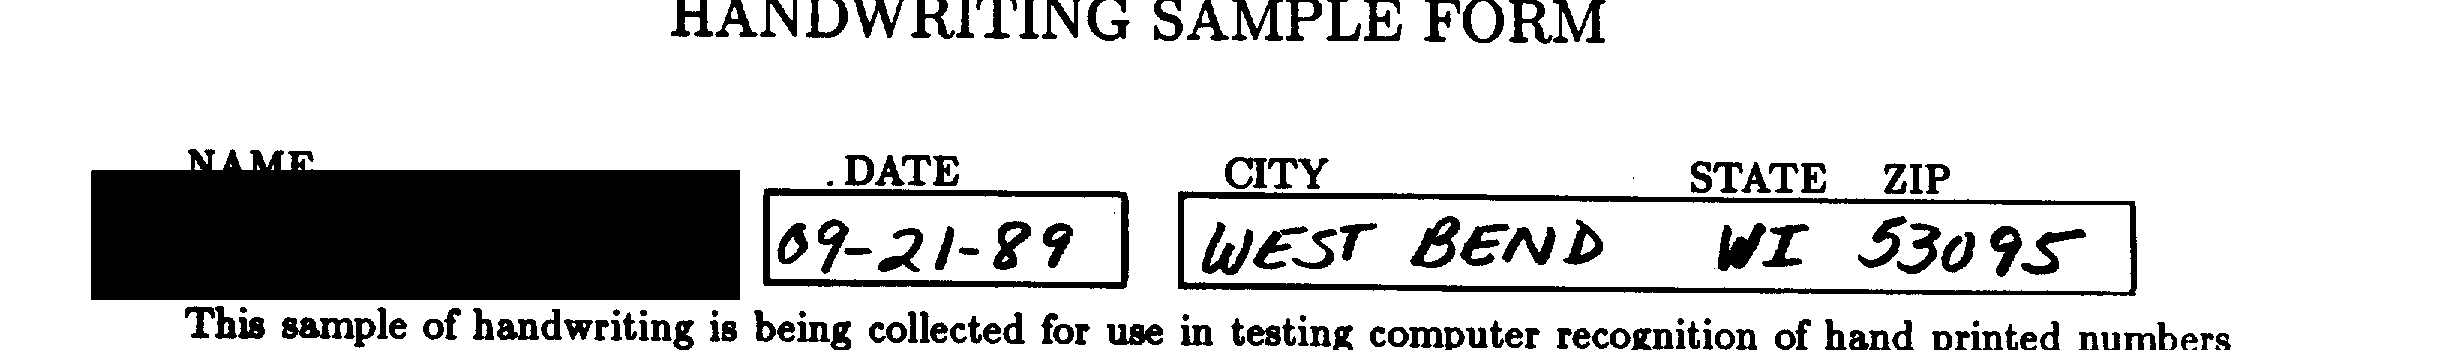 HANDWRITING SAMPLE FORM
NAME DATE CITY STATE ZIP
09-21-89 WEST BEND WI 53095
This sample of handwriting is being collected for use in testing computer recognition of hand printed numbers